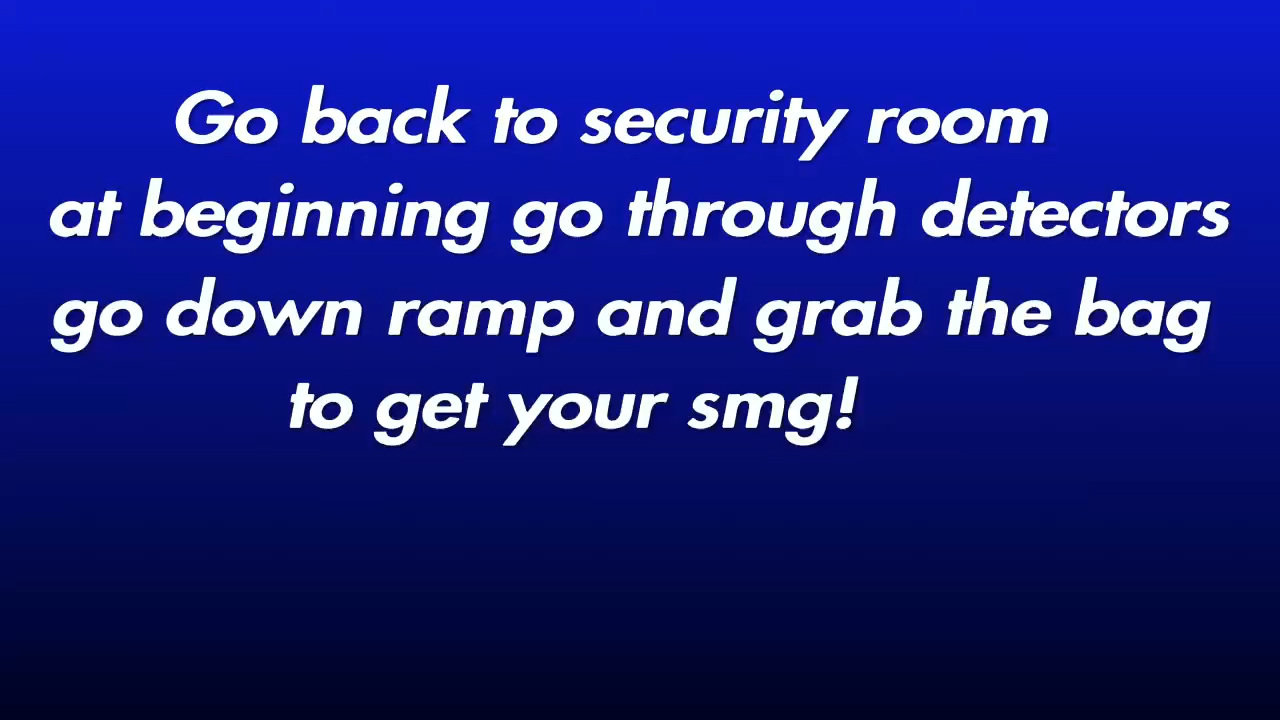 Go back to security room
at beginning go through detectors
go down ramp and grab the bag
to get your smg!